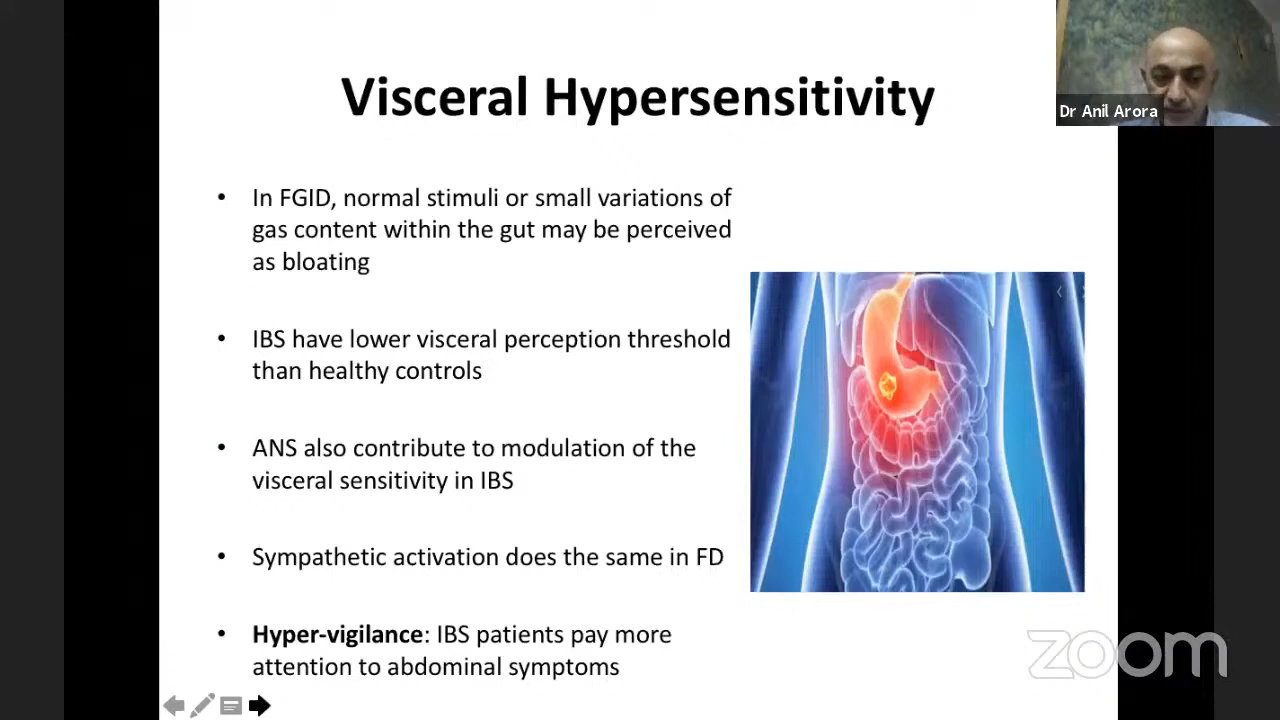 Visceral Hypersensitivity
Dr Anil Arora
• In FGID, normal stimuli or small variations of
gas content within the gut may be perceived
as bloating
• IBS have lower visceral perception threshold
than healthy controls
• ANS also contribute to modulation of the
visceral sensitivity in IBS
• Sympathetic activation does the same in FD
• Hyper-vigilance: IBS patients pay more
attention to abdominal symptoms
zoom